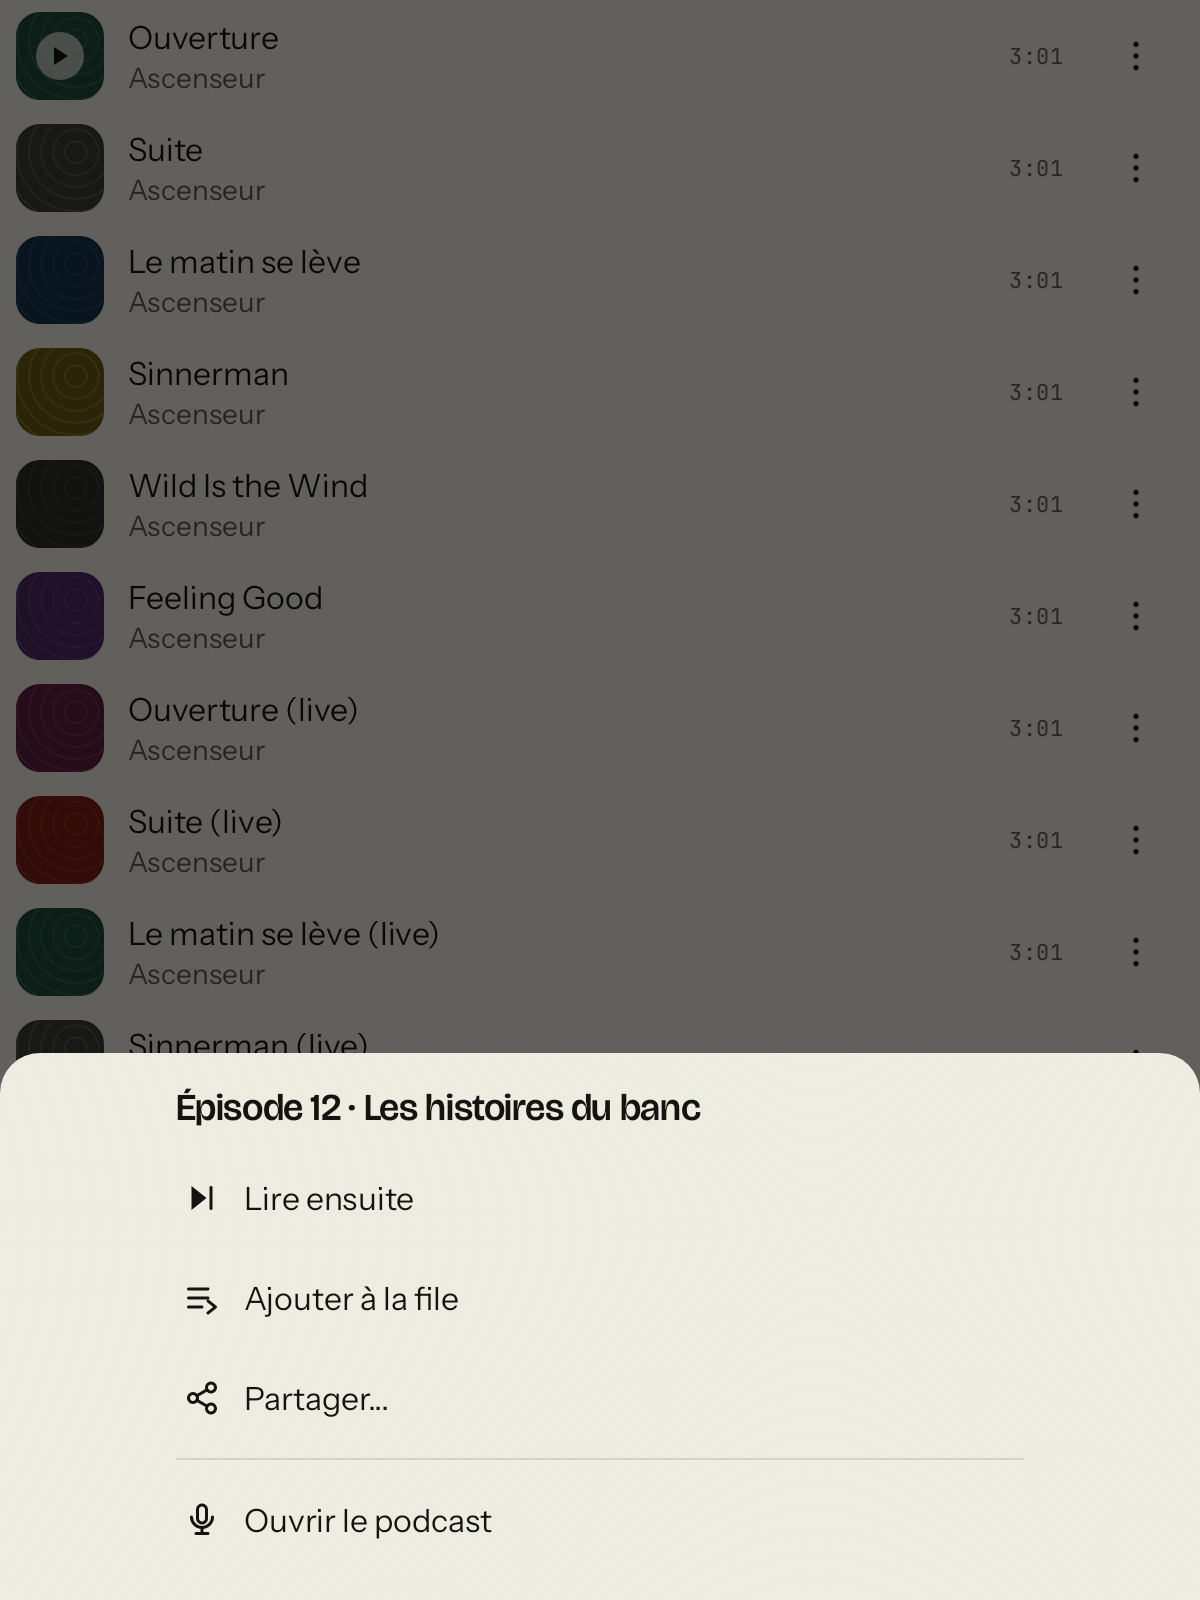 Ouverture
Ascenseur
3:01
Suite
Ascenseur
3:01
Le matin se lève
Ascenseur
3:01
Sinnerman
Ascenseur
3:01
Wild Is the Wind
Ascenseur
3:01
Feeling Good
Ascenseur
3:01
Ouverture (live)
Ascenseur
3:01
Suite (live)
Ascenseur
3:01
Le matin se lève (live)
Ascenseur
3:01
Sinnerman (live)
Épisode 12 · Les histoires du banc
Lire ensuite
Ajouter à la file
Partager...
Ouvrir le podcast